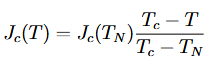 J_c(T) = J_c(T_N) \frac{T_c - T}{T_c - T_N}